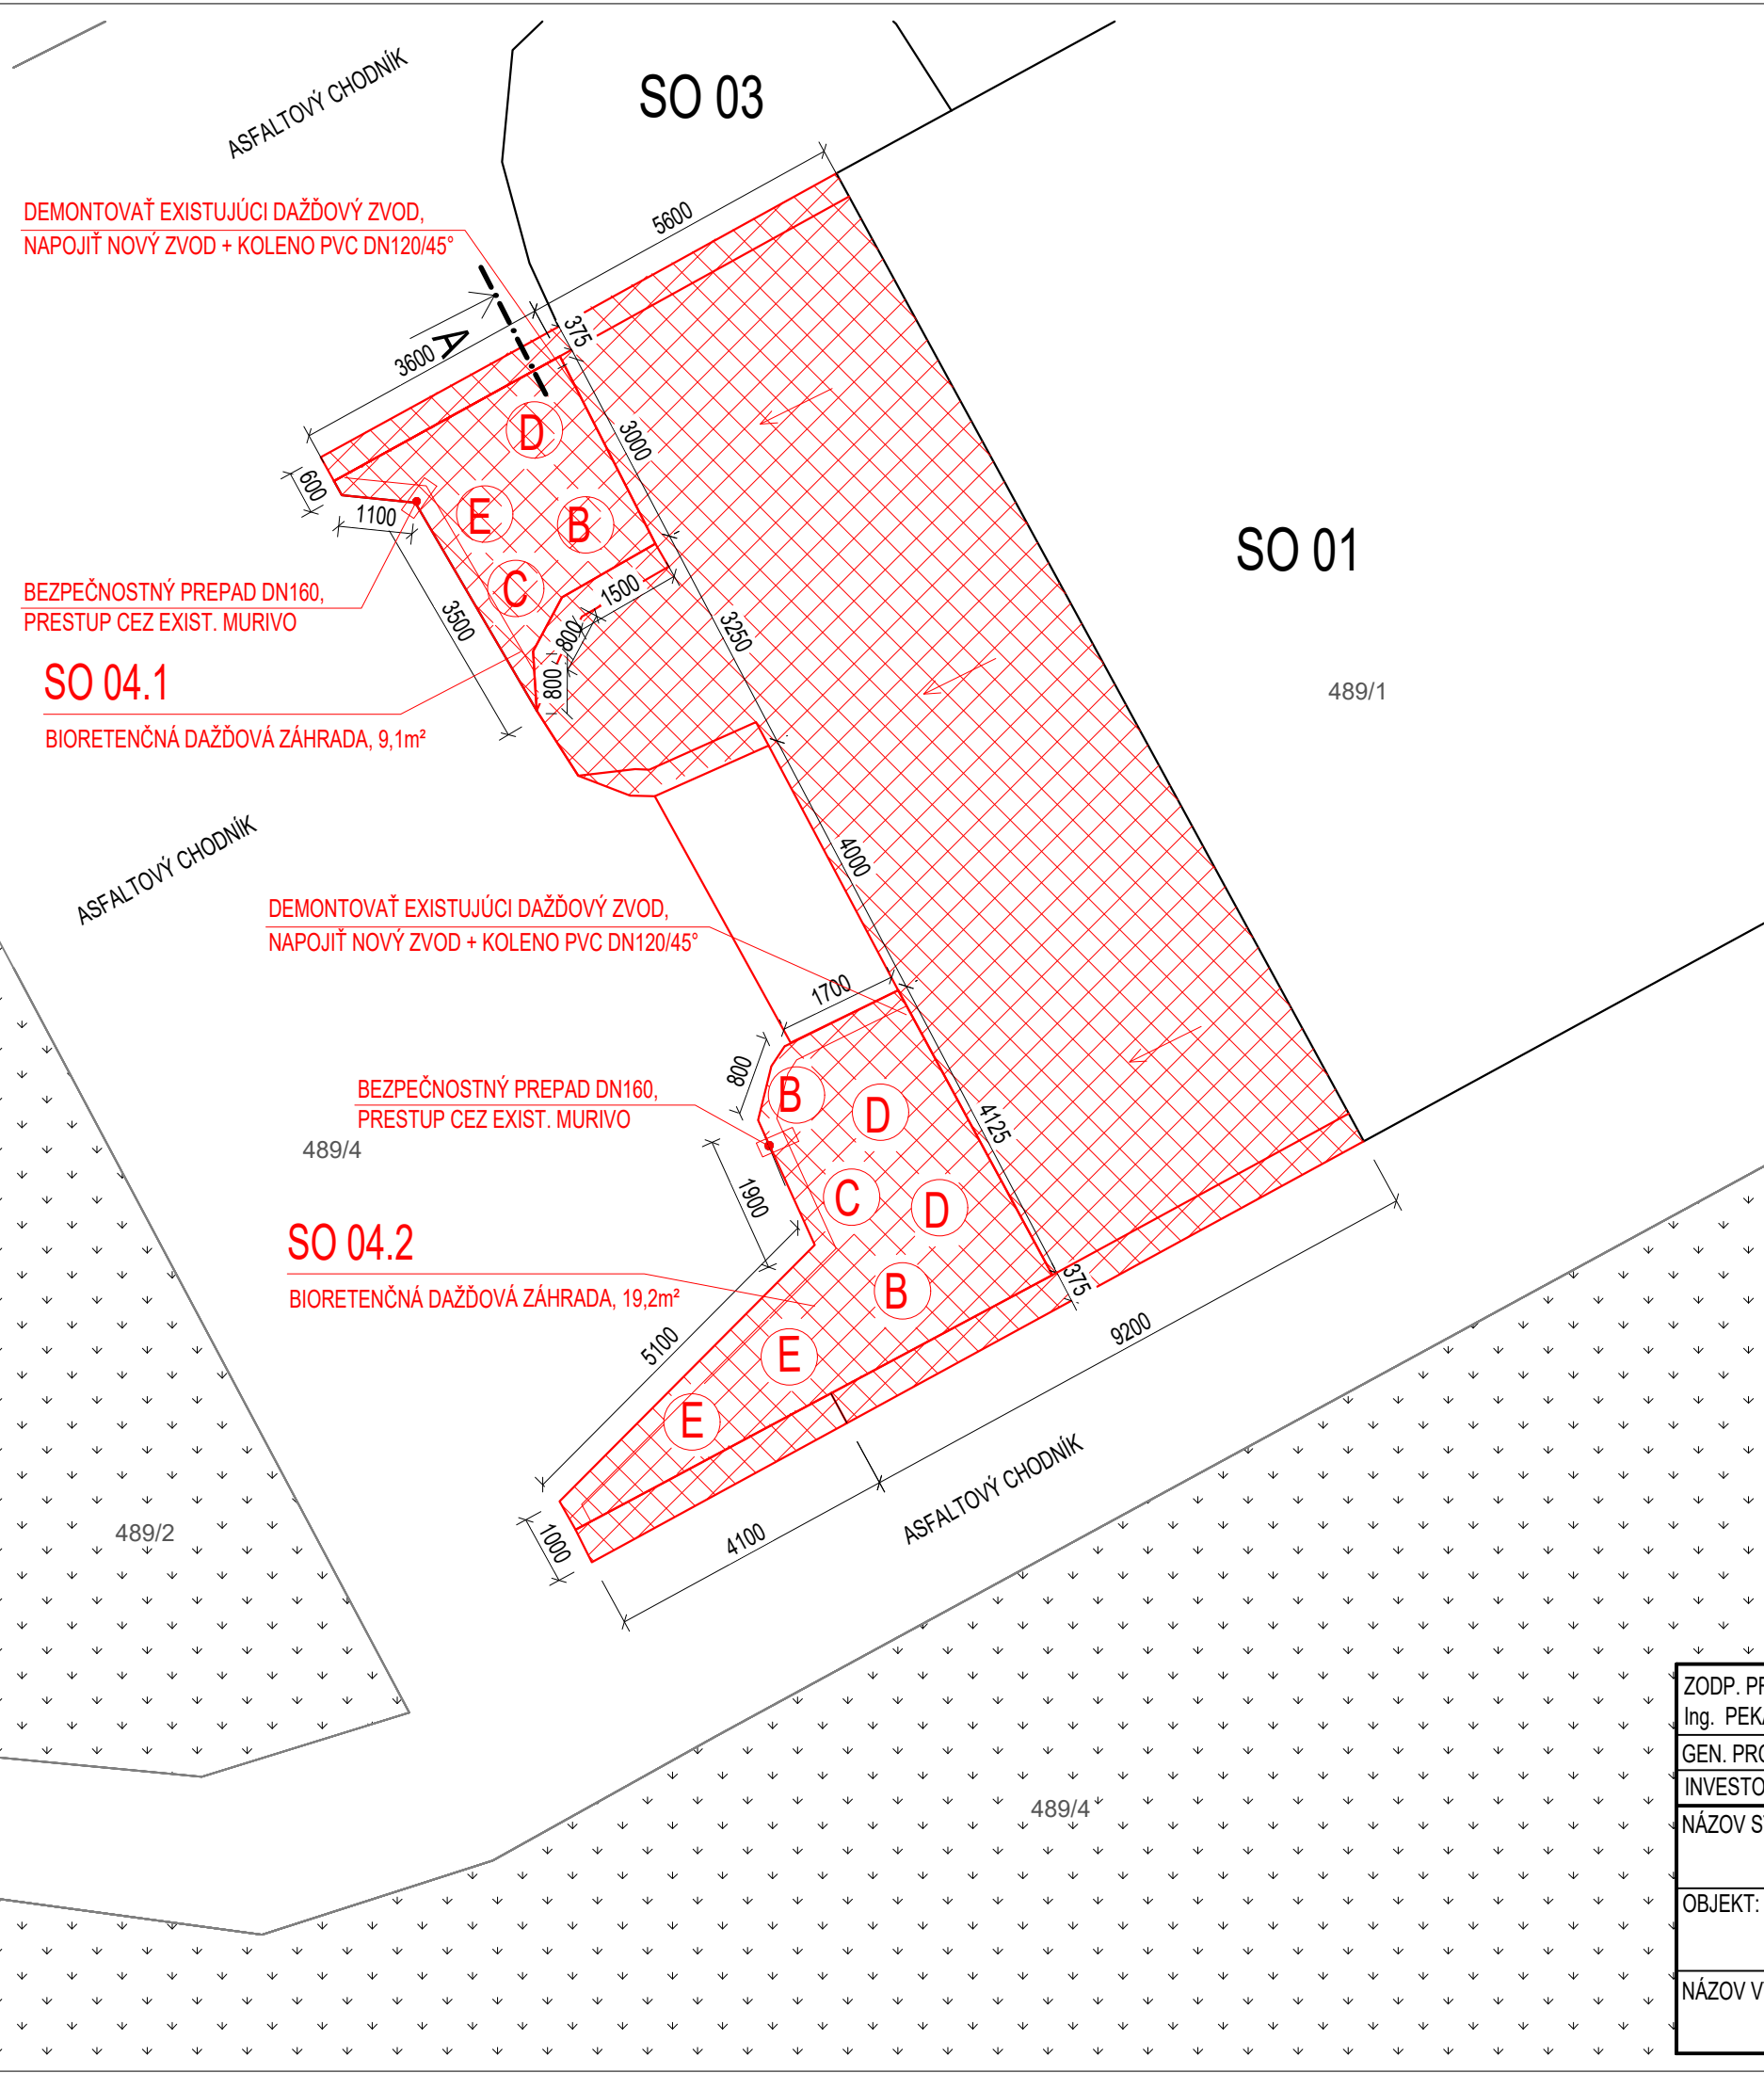 ASFALTOVÝ CHODNÍK
SO 03
DEMONTOVAŤ EXISTUJÚCI DAŽĎOVÝ ZVOD,
NAPOJIŤ NOVÝ ZVOD + KOLENO PVC DN120/45°
5600
A
3600
375
D
3000
600
1100
E
B
C
SO 01
BEZPEČNOSTNÝ PREPAD DN160,
PRESTUP CEZ EXIST. MURIVO
3500
1500
800
3250
800
SO 04.1
489/1
BIORETENČNÁ DAŽĎOVÁ ZÁHRADA, 9,1m²
ASFALTOVÝ CHODNÍK
4000
DEMONTOVAŤ EXISTUJÚCI DAŽĎOVÝ ZVOD,
NAPOJIŤ NOVÝ ZVOD + KOLENO PVC DN120/45°
1700
800
BEZPEČNOSTNÝ PREPAD DN160,
PRESTUP CEZ EXIST. MURIVO
B
D
4125
489/4
1900
C
D
SO 04.2
BIORETENČNÁ DAŽĎOVÁ ZÁHRADA, 19,2m²
B
375
9200
5100
E
E
ASFALTOVÝ CHODNÍK
489/2
1000
4100
489/4
ZODP. PR
Ing. PEKA
GEN. PRO
INVESTO
NÁZOV ST
OBJEKT:
NÁZOV V